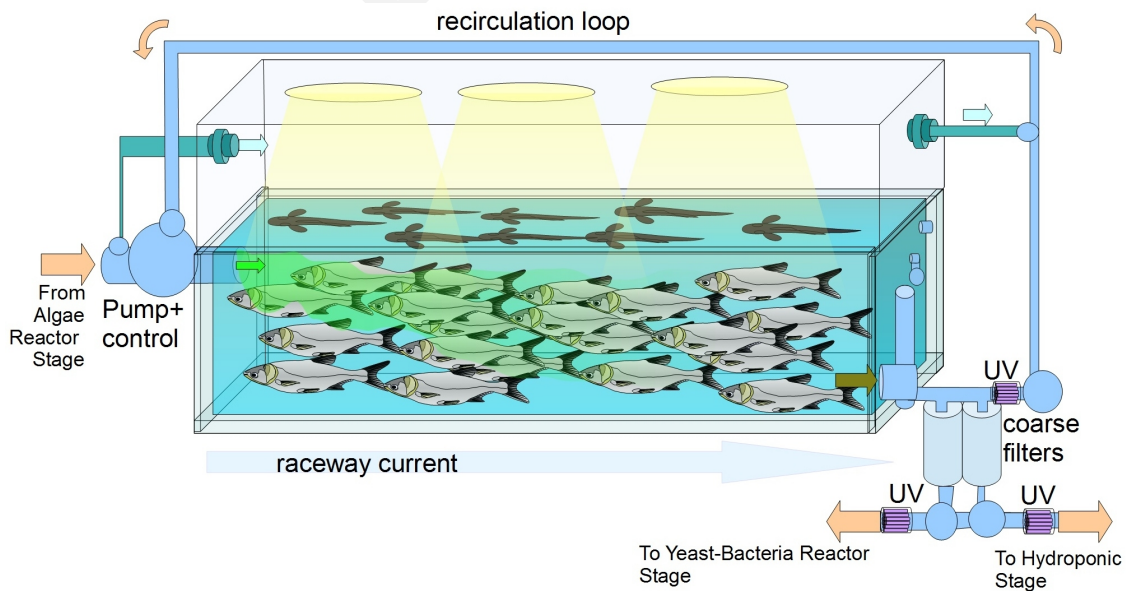 recirculation loop
From
Algae
Reactor
Stage
Pump+
control
UV
coarse
filters
raceway current
UV
UV
To Yeast-Bacteria Reactor
Stage
To Hydroponic
Stage